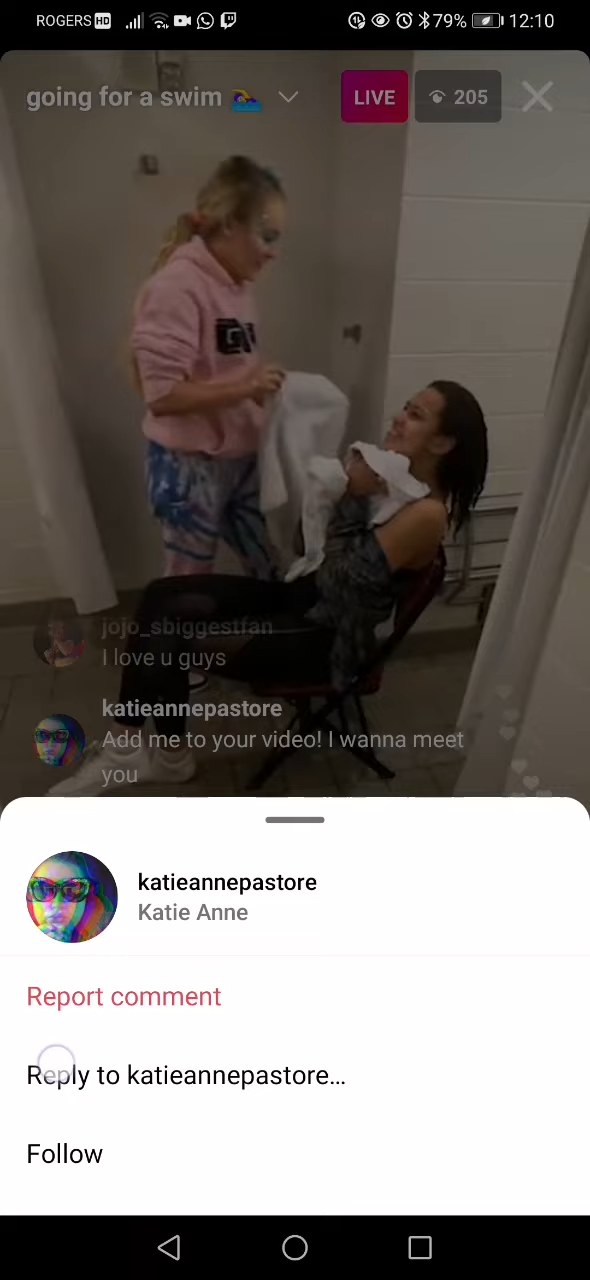 ROGERS HD 79% 12:10
going for a swim 🏊‍♀️ LIVE 205
jojo_sbiggestfan
I love u guys
katieannepastore
Add me to your video! I wanna meet
you
katieannepastore
Katie Anne
Report comment
Reply to katieannepastore...
Follow